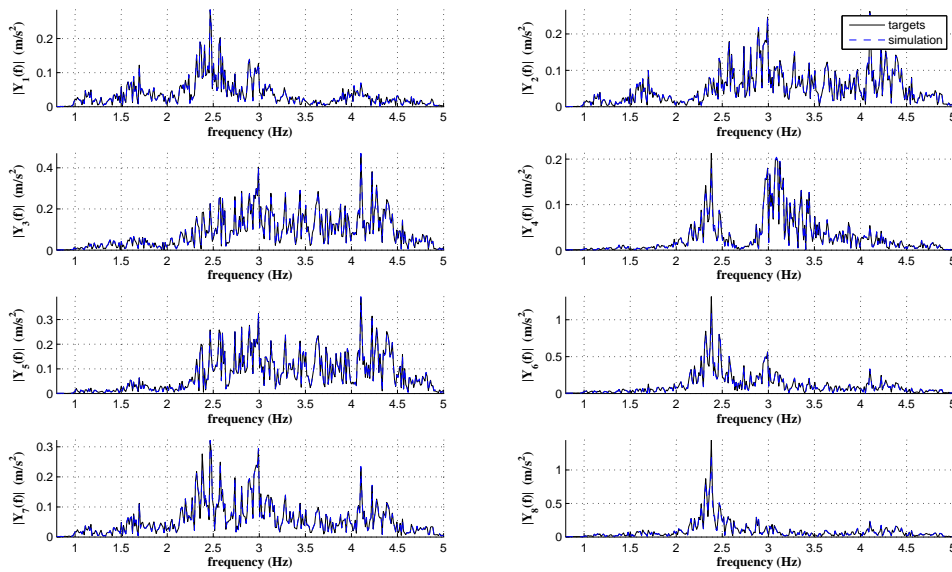 |Y1(f)| (m/s²)
0.2
0.1
0
1 1.5 2 2.5 3 3.5 4 4.5 5
frequency (Hz)
|Y2(f)| (m/s²)
0.2
0.1
0
1 1.5 2 2.5 3 3.5 4 4.5 5
frequency (Hz)
targets
simulation
|Y3(f)| (m/s²)
0.4
0.2
0
1 1.5 2 2.5 3 3.5 4 4.5 5
frequency (Hz)
|Y4(f)| (m/s²)
0.2
0.1
0
1 1.5 2 2.5 3 3.5 4 4.5 5
frequency (Hz)
|Y5(f)| (m/s²)
0.3
0.2
0.1
0
1 1.5 2 2.5 3 3.5 4 4.5 5
frequency (Hz)
|Y6(f)| (m/s²)
1
0.5
0
1 1.5 2 2.5 3 3.5 4 4.5 5
frequency (Hz)
|Y7(f)| (m/s²)
0.3
0.2
0.1
0
1 1.5 2 2.5 3 3.5 4 4.5 5
frequency (Hz)
|Y8(f)| (m/s²)
1
0.5
0
1 1.5 2 2.5 3 3.5 4 4.5 5
frequency (Hz)